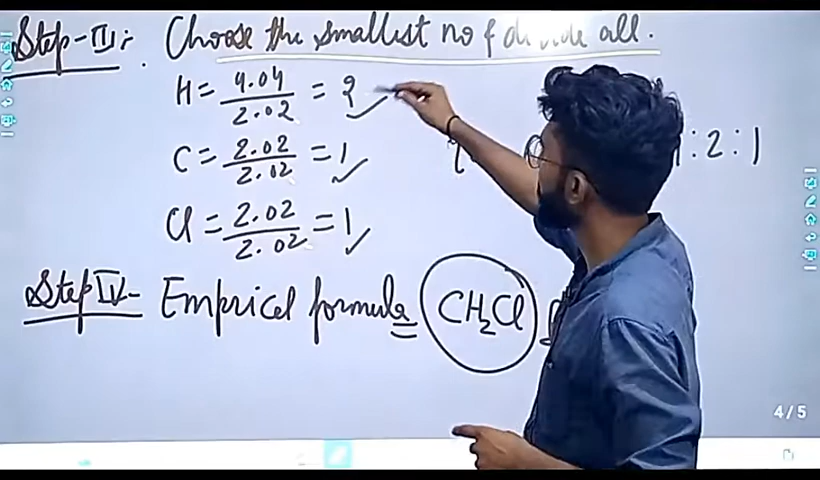 Step-III: Choose the smallest no & divide all.
H = 4.04 / 2.02 = 2 ✓
C = 2.02 / 2.02 = 1 ✓
: 2 : 1
Cl = 2.02 / 2.02 = 1 ✓
Step IV - Emprical formula = CH₂Cl
4/5